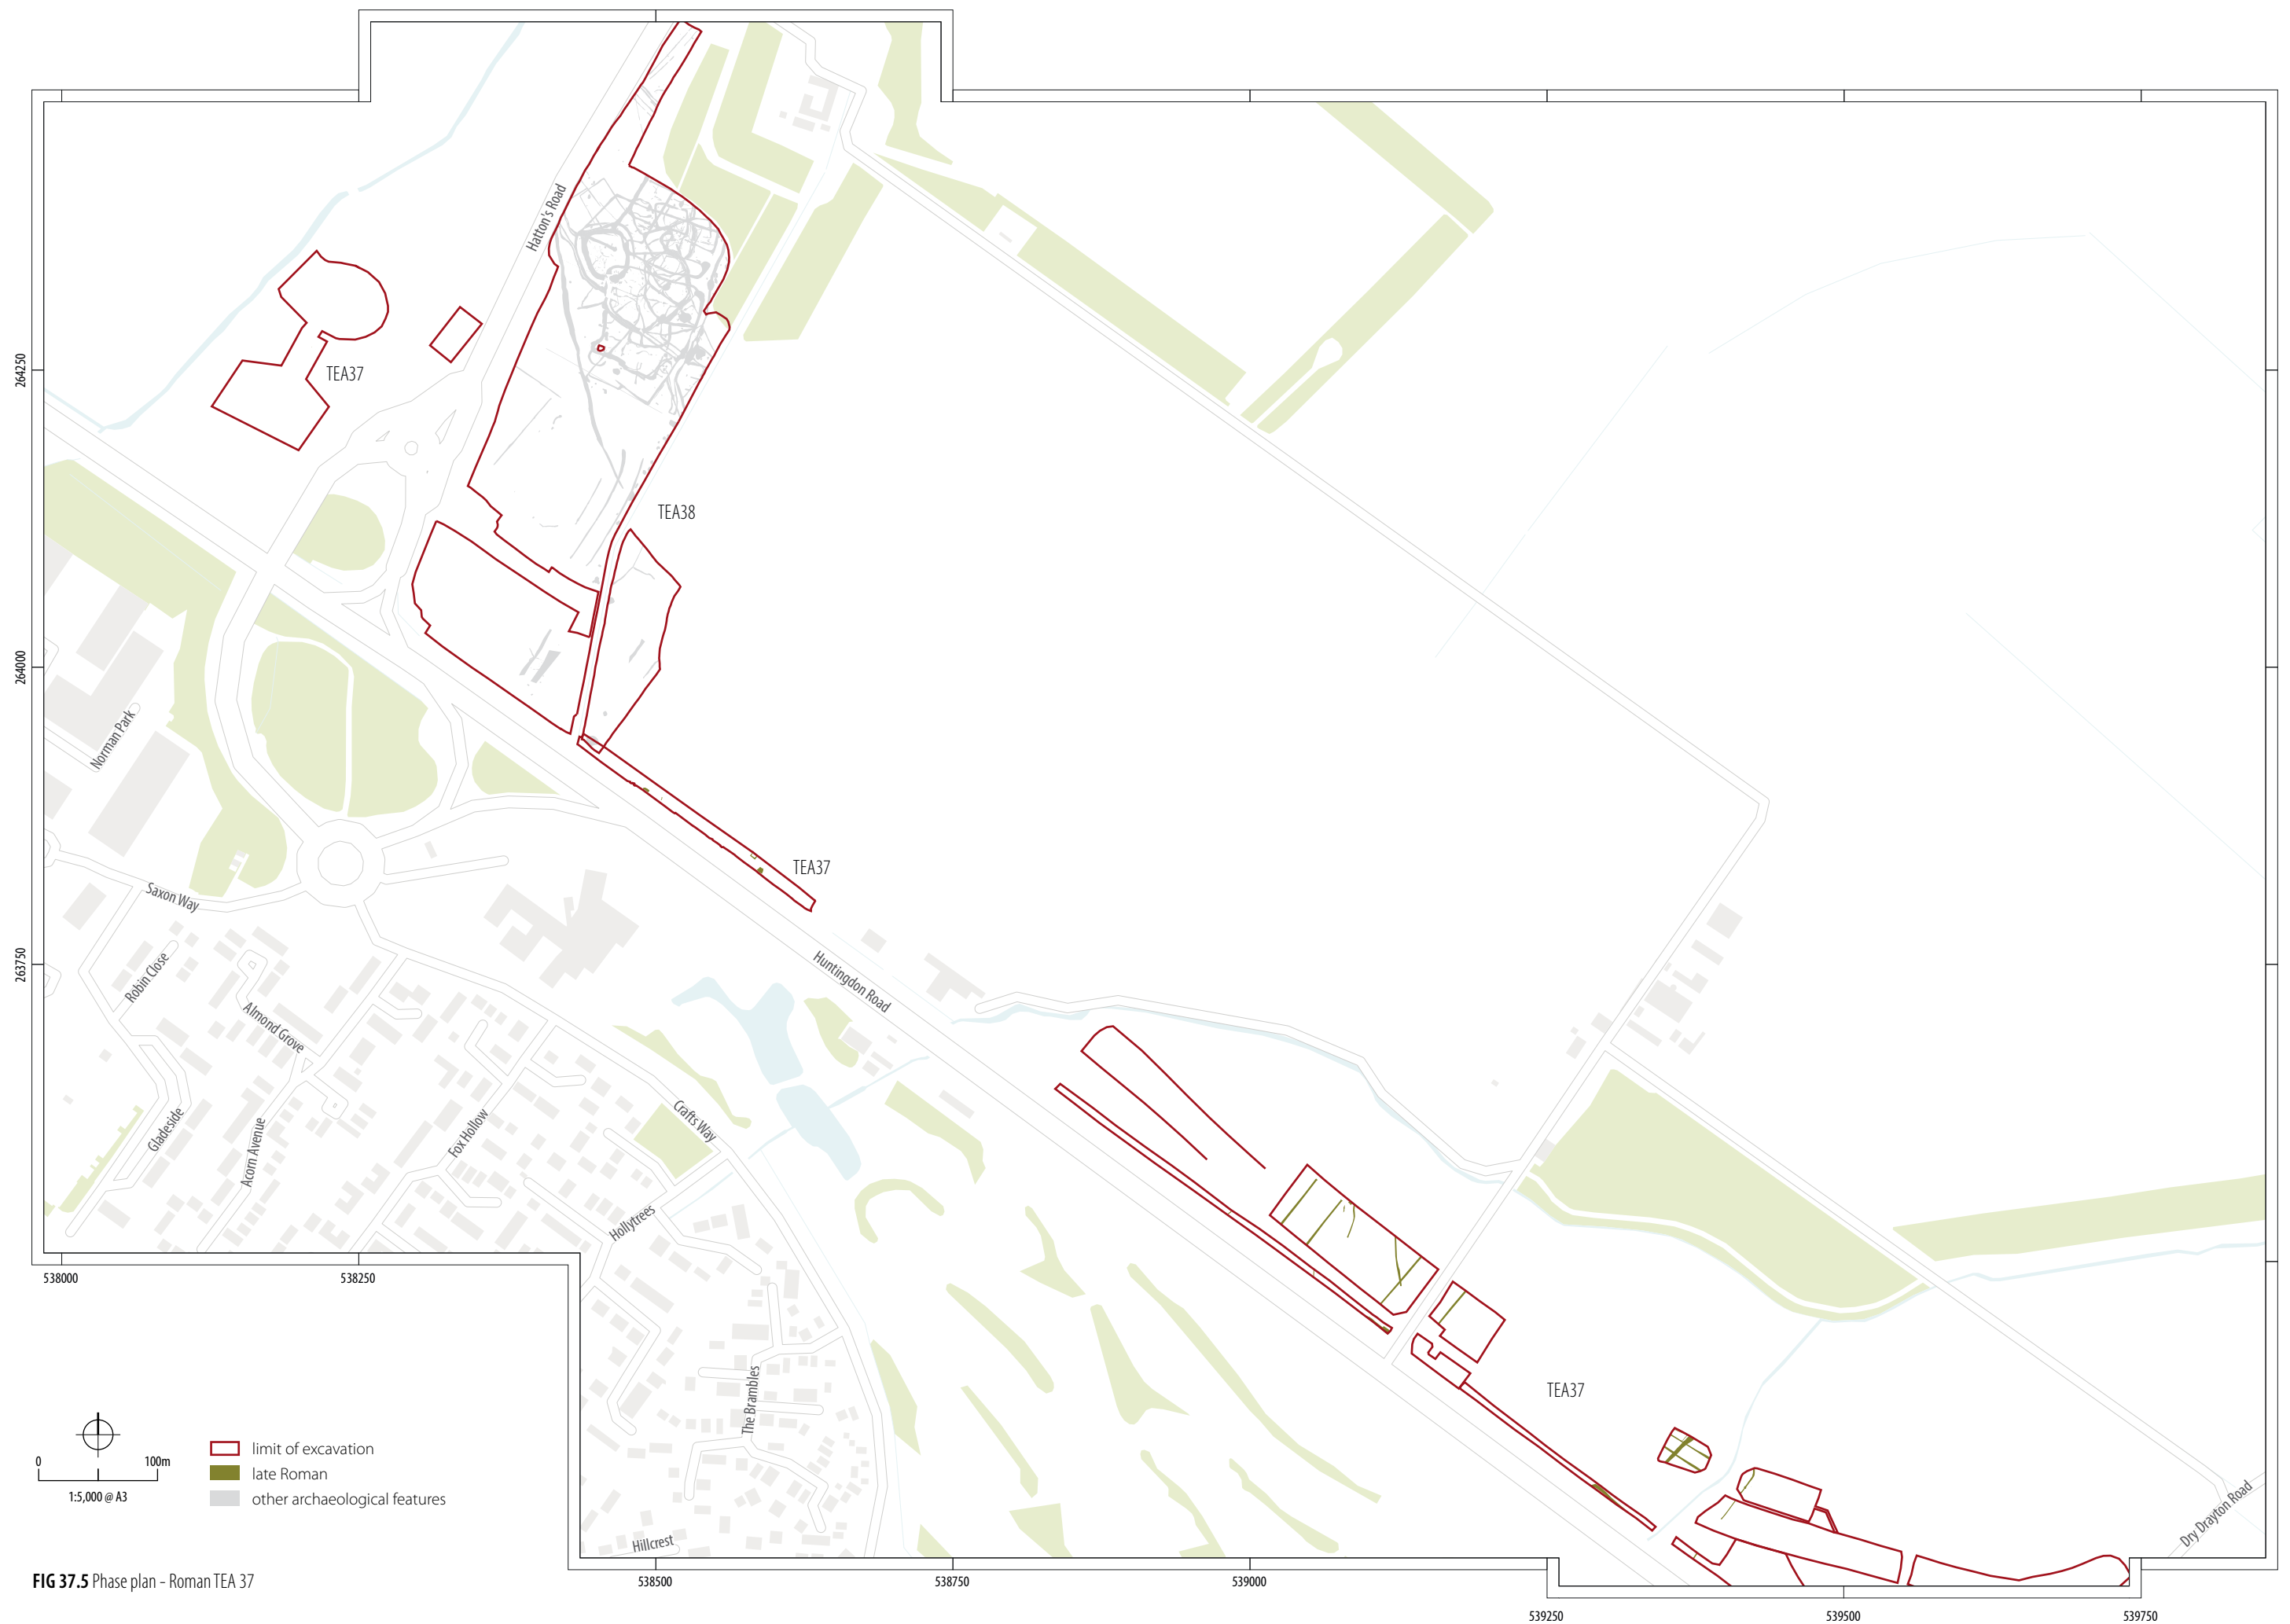 Hatton's Road
TEA37
264250
TEA38
264000
Norman Park
TEA37
Saxon Way
263750
Robin Close
Huntingdon Road
Almond Grove
Gladeside
Acorn Avenue
Fox Hollow
Crafts Way
Hollytrees
538000
538250
The Brambles
TEA37
0
100m
1:5,000 @ A3
limit of excavation
late Roman
other archaeological features
Dry Drayton Road
Hillcrest
FIG 37.5 Phase plan - Roman TEA 37
538500
538750
539000
539250
539500
539750